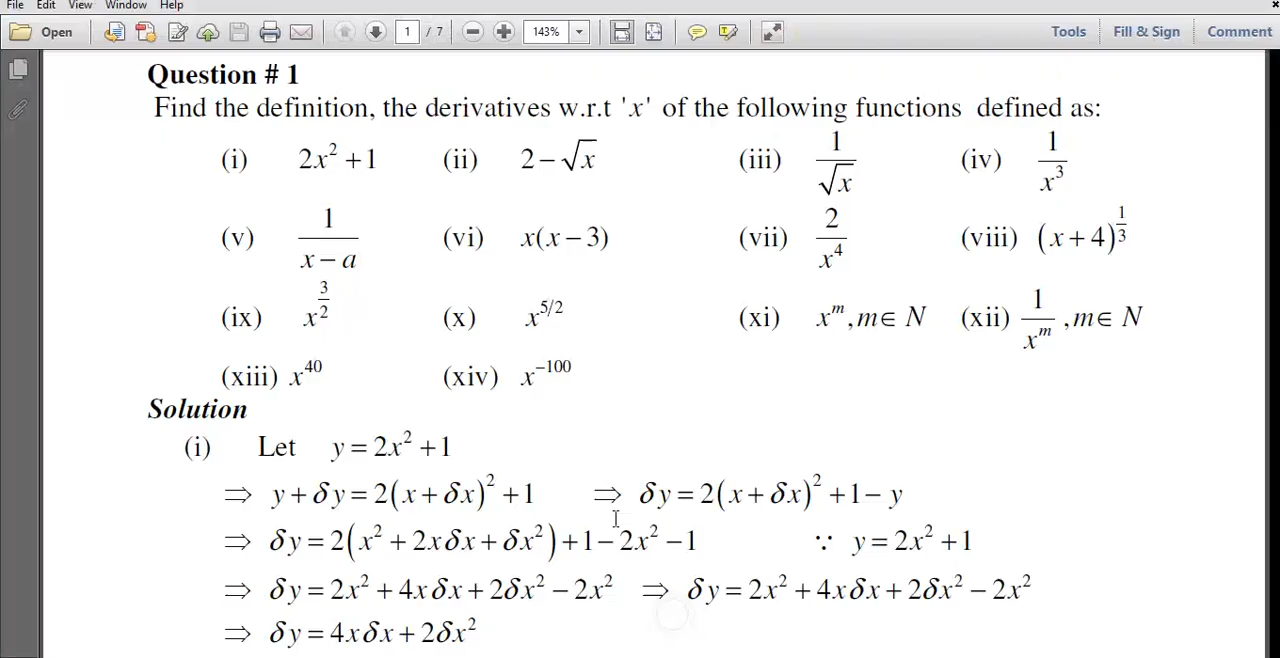 File Edit View Window Help
Open 1 / 7 143% Tools Fill & Sign Comment
Question # 1
Find the definition, the derivatives w.r.t 'x' of the following functions defined as:
(i) 2x² + 1 (ii) 2 − √x (iii) 1/√x (iv) 1/x³
(v) 1/(x − a) (vi) x(x − 3) (vii) 2/x⁴ (viii) (x + 4)^(1/3)
(ix) x^(3/2) (x) x^(5/2) (xi) x^m, m ∈ N (xii) 1/x^m, m ∈ N
(xiii) x^40 (xiv) x^(−100)
Solution
(i) Let y = 2x² + 1
⇒ y + δy = 2(x + δx)² + 1 ⇒ δy = 2(x + δx)² + 1 − y
⇒ δy = 2(x² + 2xδx + δx²) + 1 − 2x² − 1 ∵ y = 2x² + 1
⇒ δy = 2x² + 4xδx + 2δx² − 2x² ⇒ δy = 2x² + 4xδx + 2δx² − 2x²
⇒ δy = 4xδx + 2δx²